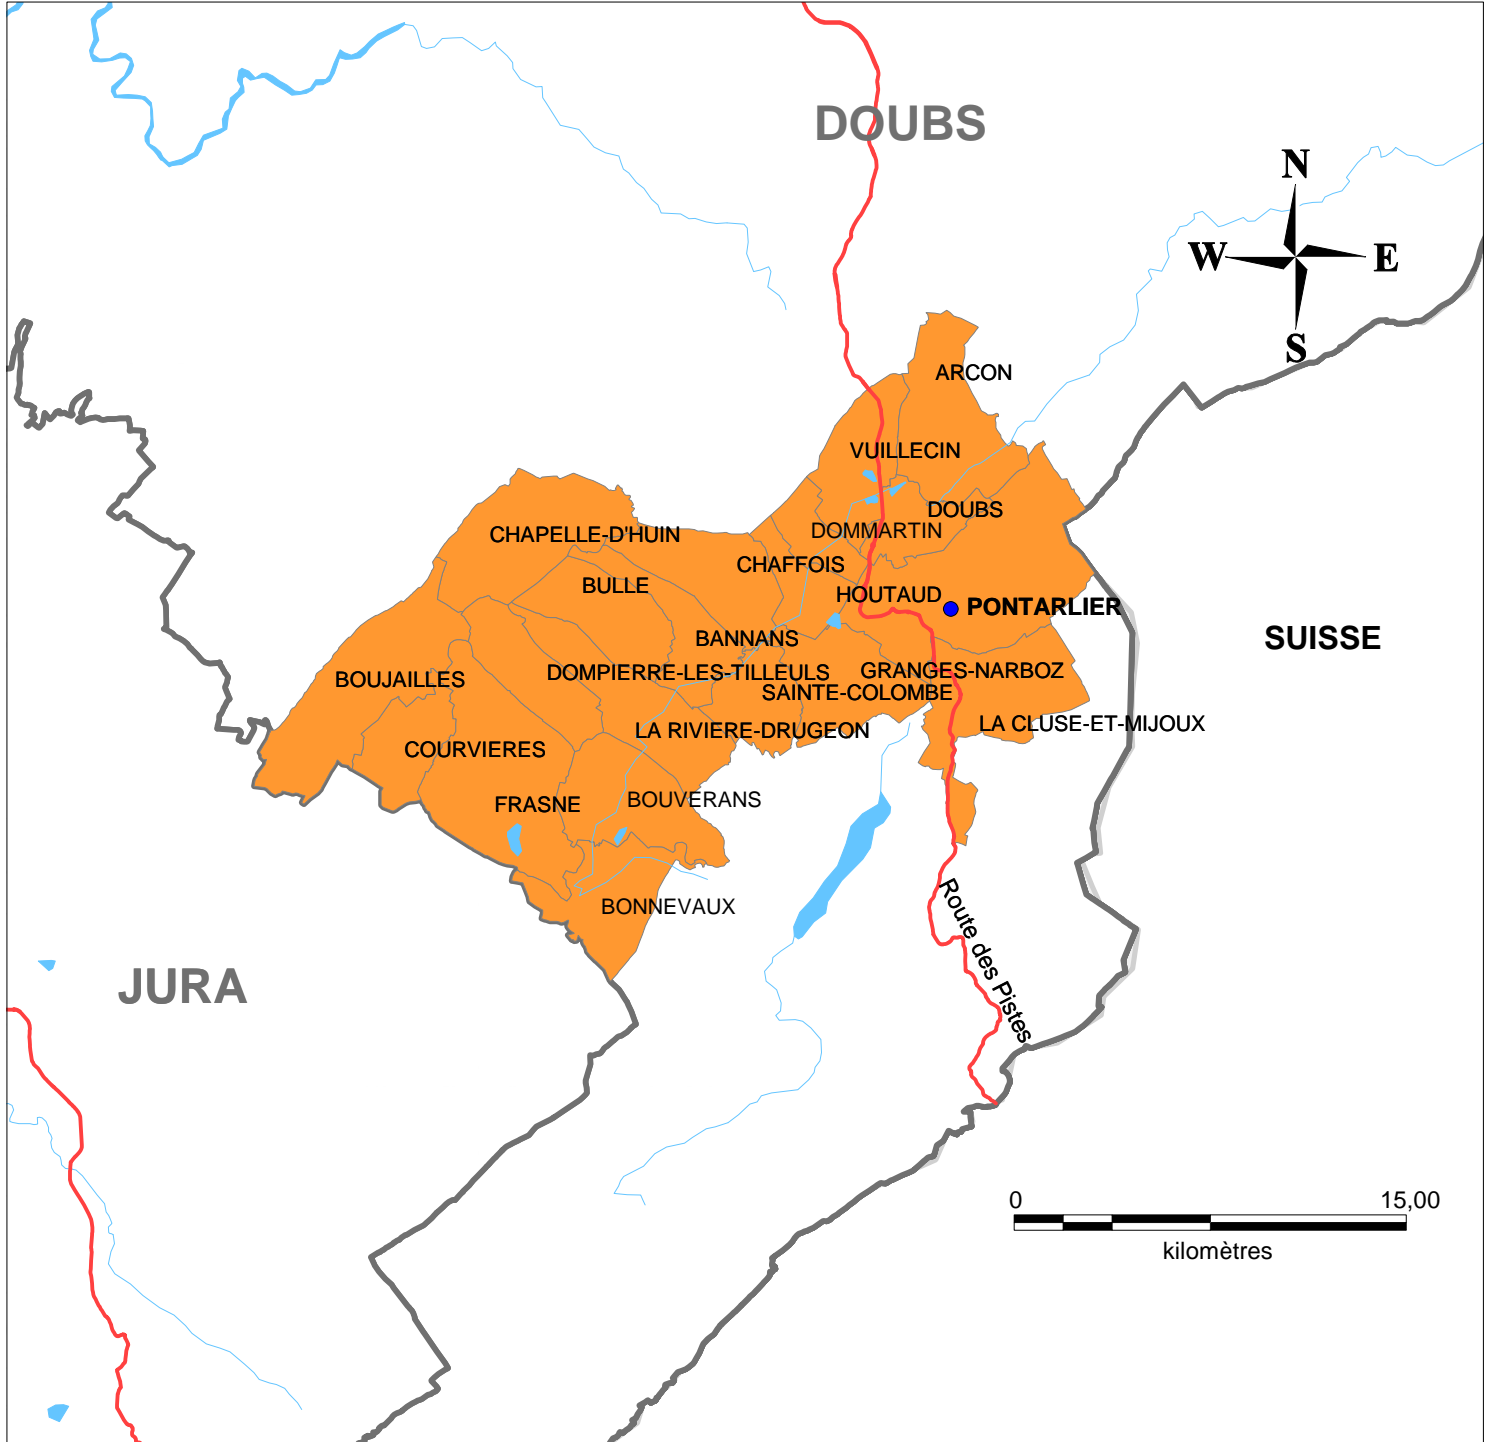 DOUBS
N
W
E
S
ARCON
VUILLECIN
DOUBS
DOMMARTIN
CHAPELLE-D'HUIN
CHAFFOIS
BULLE
HOUTAUD
PONTARLIER
SUISSE
BANNANS
DOMPIERRE-LES-TILLEULS
GRANGES-NARBOZ
BOUJAILLES
SAINTE-COLOMBE
LA CLUSE-ET-MIJOUX
LA RIVIERE-DRUGEON
COURVIERES
BOUVERANS
FRASNE
BONNEVAUX
Route des Pistes
JURA
0 15,00
kilomètres